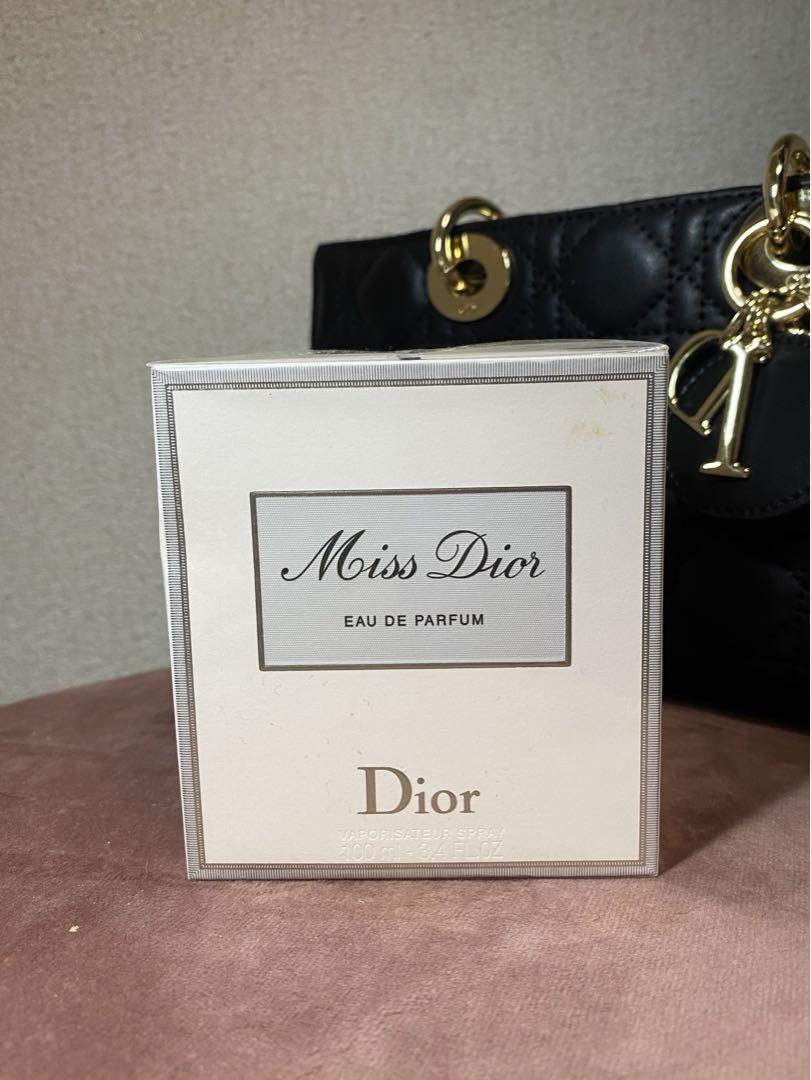 Miss Dior
EAU DE PARFUM
Dior
VAPORISATEUR SPRAY
100 ml - 3.4 FL.OZ